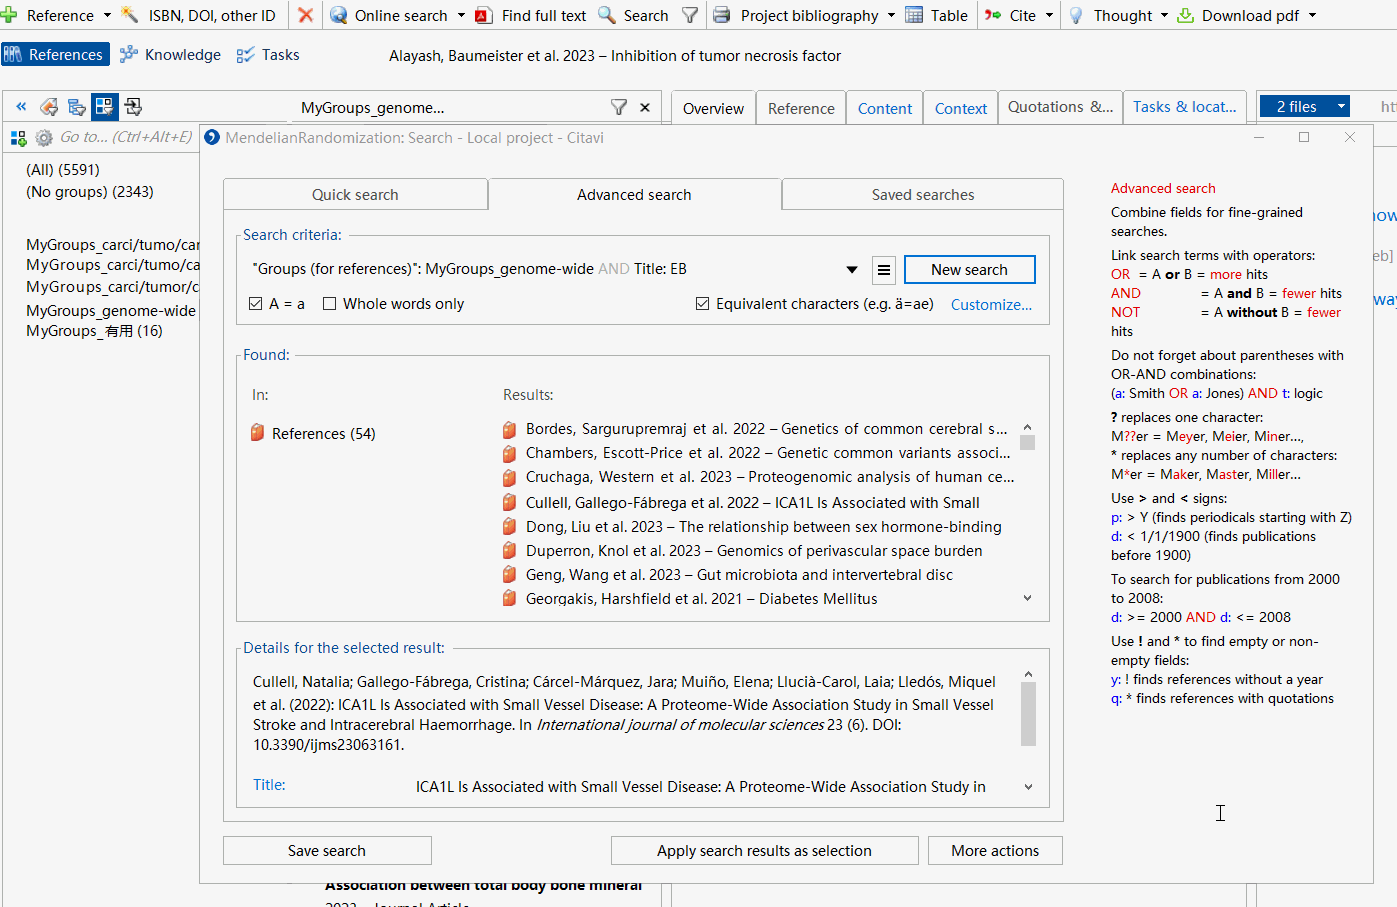 Reference ISBN, DOI, other ID Online search Find full text Search Project bibliography Table Cite Thought Download pdf
References Knowledge Tasks Alayash, Baumeister et al. 2023 – Inhibition of tumor necrosis factor
« MyGroups_genome... × Overview Reference Content Context Quotations &... Tasks & locat... 2 files
Go to... (Ctrl+Alt+E)
(All) (5591)
(No groups) (2343)
MyGroups_carci/tumo/car
MyGroups_carci/tumo/ca
MyGroups_carci/tumor/c
MyGroups_genome-wide
MyGroups_有用 (16)
MendelianRandomization: Search - Local project - Citavi
Quick search Advanced search Saved searches
Search criteria:
"Groups (for references)": MyGroups_genome-wide AND Title: EB
New search
A = a Whole words only Equivalent characters (e.g. ä=ae) Customize...
Found:
In: Results:
References (54)
Bordes, Sargurupremraj et al. 2022 – Genetics of common cerebral s...
Chambers, Escott-Price et al. 2022 – Genetic common variants associ...
Cruchaga, Western et al. 2023 – Proteogenomic analysis of human ce...
Cullell, Gallego-Fábrega et al. 2022 – ICA1L Is Associated with Small
Dong, Liu et al. 2023 – The relationship between sex hormone-binding
Duperron, Knol et al. 2023 – Genomics of perivascular space burden
Geng, Wang et al. 2023 – Gut microbiota and intervertebral disc
Georgakis, Harshfield et al. 2021 – Diabetes Mellitus
Details for the selected result:
Cullell, Natalia; Gallego-Fábrega, Cristina; Cárcel-Márquez, Jara; Muiño, Elena; Llucià-Carol, Laia; Lledós, Miquel
et al. (2022): ICA1L Is Associated with Small Vessel Disease: A Proteome-Wide Association Study in Small Vessel
Stroke and Intracerebral Haemorrhage. In International journal of molecular sciences 23 (6). DOI:
10.3390/ijms23063161.
Title: ICA1L Is Associated with Small Vessel Disease: A Proteome-Wide Association Study in
Save search Apply search results as selection More actions
Advanced search
Combine fields for fine-grained
searches.
Link search terms with operators:
OR = A or B = more hits
AND = A and B = fewer hits
NOT = A without B = fewer
hits
Do not forget about parentheses with
OR-AND combinations:
(a: Smith OR a: Jones) AND t: logic
? replaces one character:
M??er = Meyer, Meier, Miner...,
* replaces any number of characters:
M*er = Maker, Master, Miller...
Use > and < signs:
p: > Y (finds periodicals starting with Z)
d: < 1/1/1900 (finds publications
before 1900)
To search for publications from 2000
to 2008:
d: >= 2000 AND d: <= 2008
Use ! and * to find empty or non-
empty fields:
y: ! finds references without a year
q: * finds references with quotations
Association between total body bone mineral